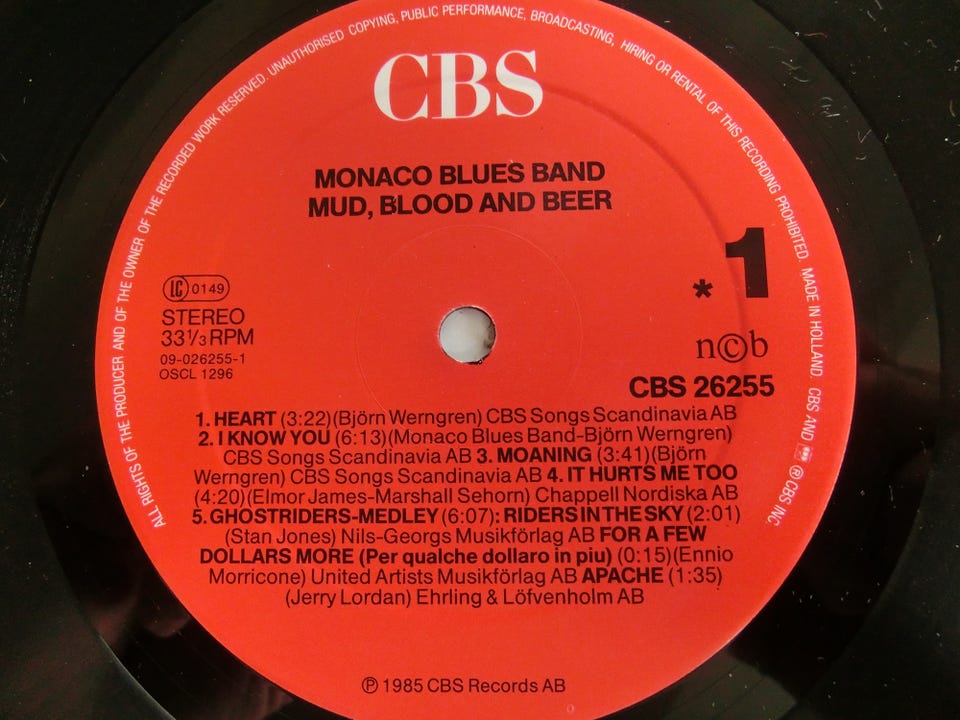 ALL RIGHTS OF THE PRODUCER AND OF THE OWNER OF THE RECORDED WORK RESERVED. UNAUTHORISED COPYING, PUBLIC PERFORMANCE, BROADCASTING, HIRING OR RENTAL OF THIS RECORDING PROHIBITED. MADE IN HOLLAND. CBS AND ℗ CBS INC.
CBS
MONACO BLUES BAND
MUD, BLOOD AND BEER
* 1
LC 0149
STEREO
33 1/3 RPM
09-026255-1
OSCL 1296
n©b
CBS 26255
1. HEART (3:22)(Björn Werngren) CBS Songs Scandinavia AB
2. I KNOW YOU (6:13)(Monaco Blues Band-Björn Werngren)
CBS Songs Scandinavia AB 3. MOANING (3:41)(Björn
Werngren) CBS Songs Scandinavia AB 4. IT HURTS ME TOO
(4:20)(Elmor James-Marshall Sehorn) Chappell Nordiska AB
5. GHOSTRIDERS-MEDLEY (6:07): RIDERS IN THE SKY (2:01)
(Stan Jones) Nils-Georgs Musikförlag AB FOR A FEW
DOLLARS MORE (Per qualche dollaro in piu) (0:15)(Ennio
Morricone) United Artists Musikförlag AB APACHE (1:35)
(Jerry Lordan) Ehrling & Löfvenholm AB
℗ 1985 CBS Records AB